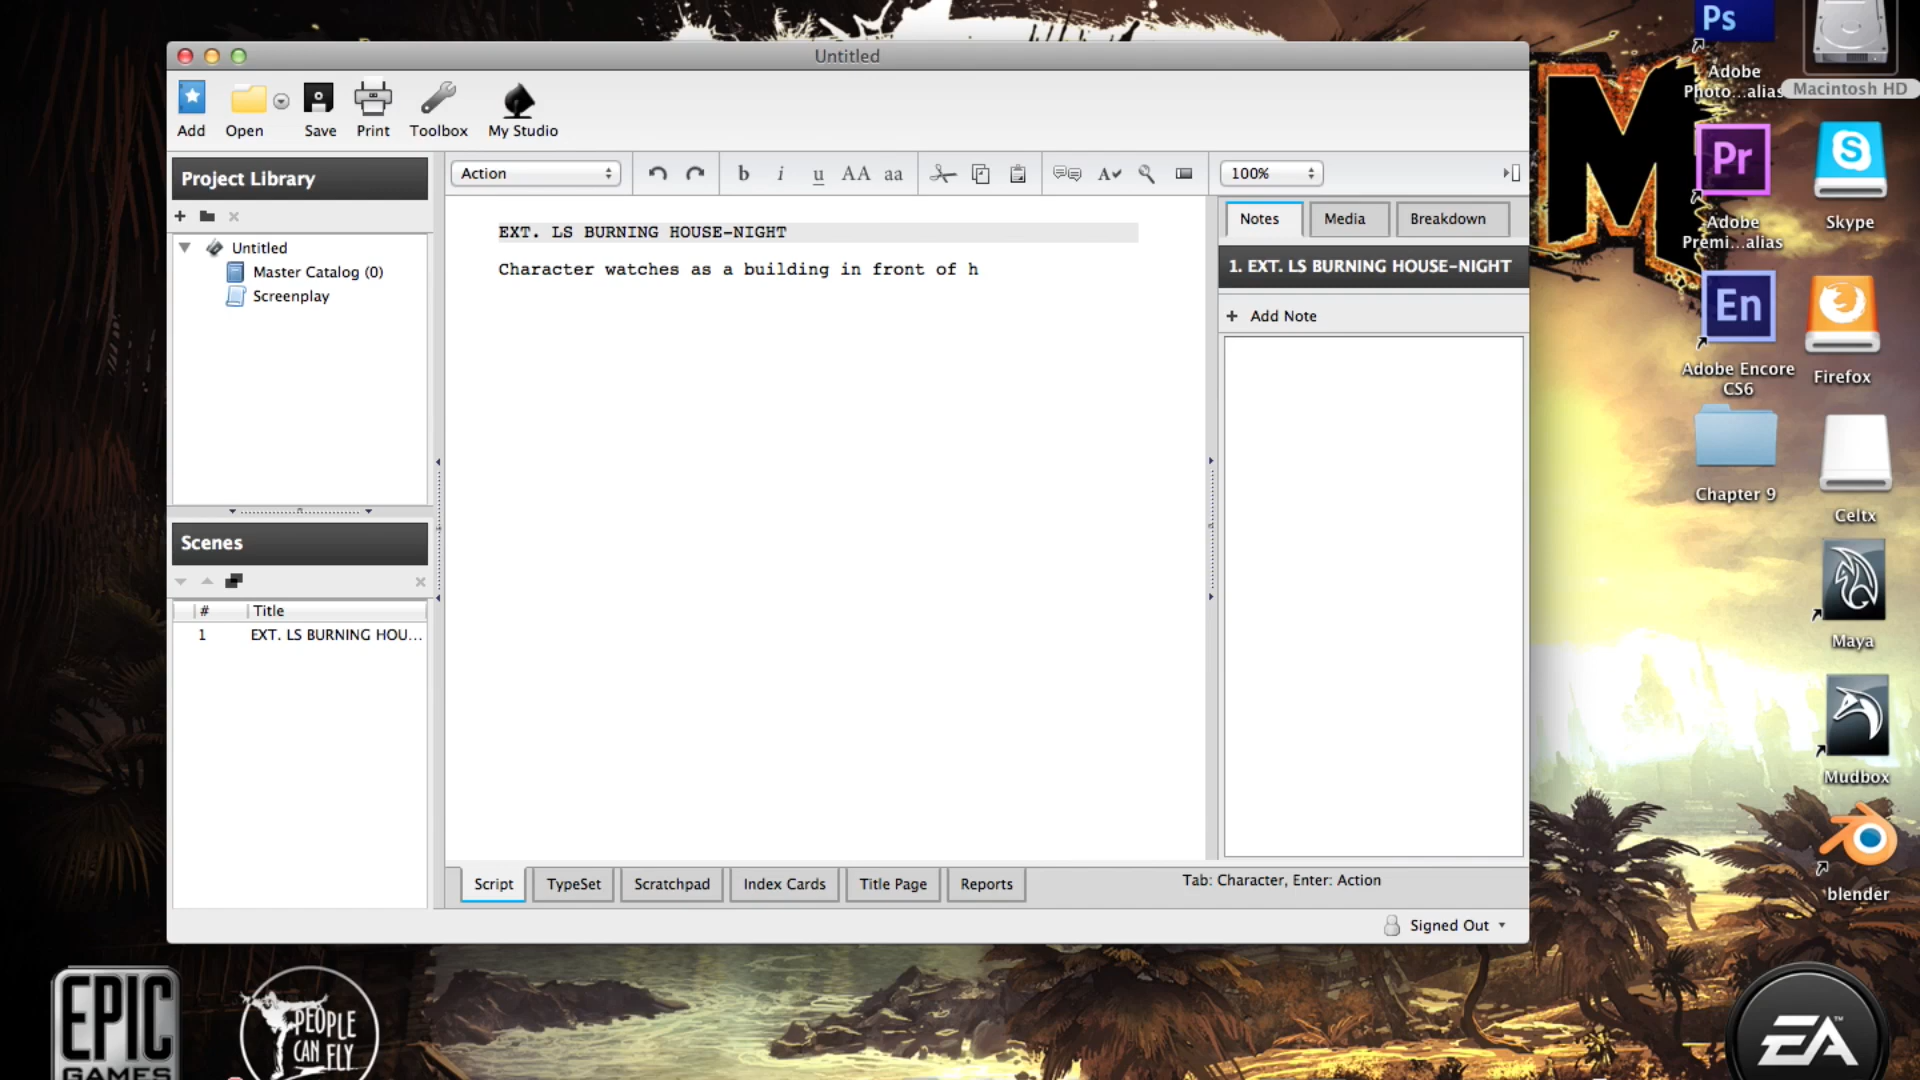 Untitled
Add
Open
Save
Print
Toolbox
My Studio
Project Library
Untitled
Master Catalog (0)
Screenplay
Scenes
# Title
1 EXT. LS BURNING HOU...
Action
b i u AA aa
100%
EXT. LS BURNING HOUSE-NIGHT
Character watches as a building in front of h
Notes
Media
Breakdown
1. EXT. LS BURNING HOUSE-NIGHT
+ Add Note
Script
TypeSet
Scratchpad
Index Cards
Title Page
Reports
Tab: Character, Enter: Action
Signed Out
Ps
Adobe
Photo...alias
Macintosh HD
Pr
Adobe
Premi...alias
Skype
En
Adobe Encore
CS6
Firefox
Chapter 9
Celtx
Maya
Mudbox
blender
M
EPIC
GAMES
PEOPLE
CAN FLY
EA™